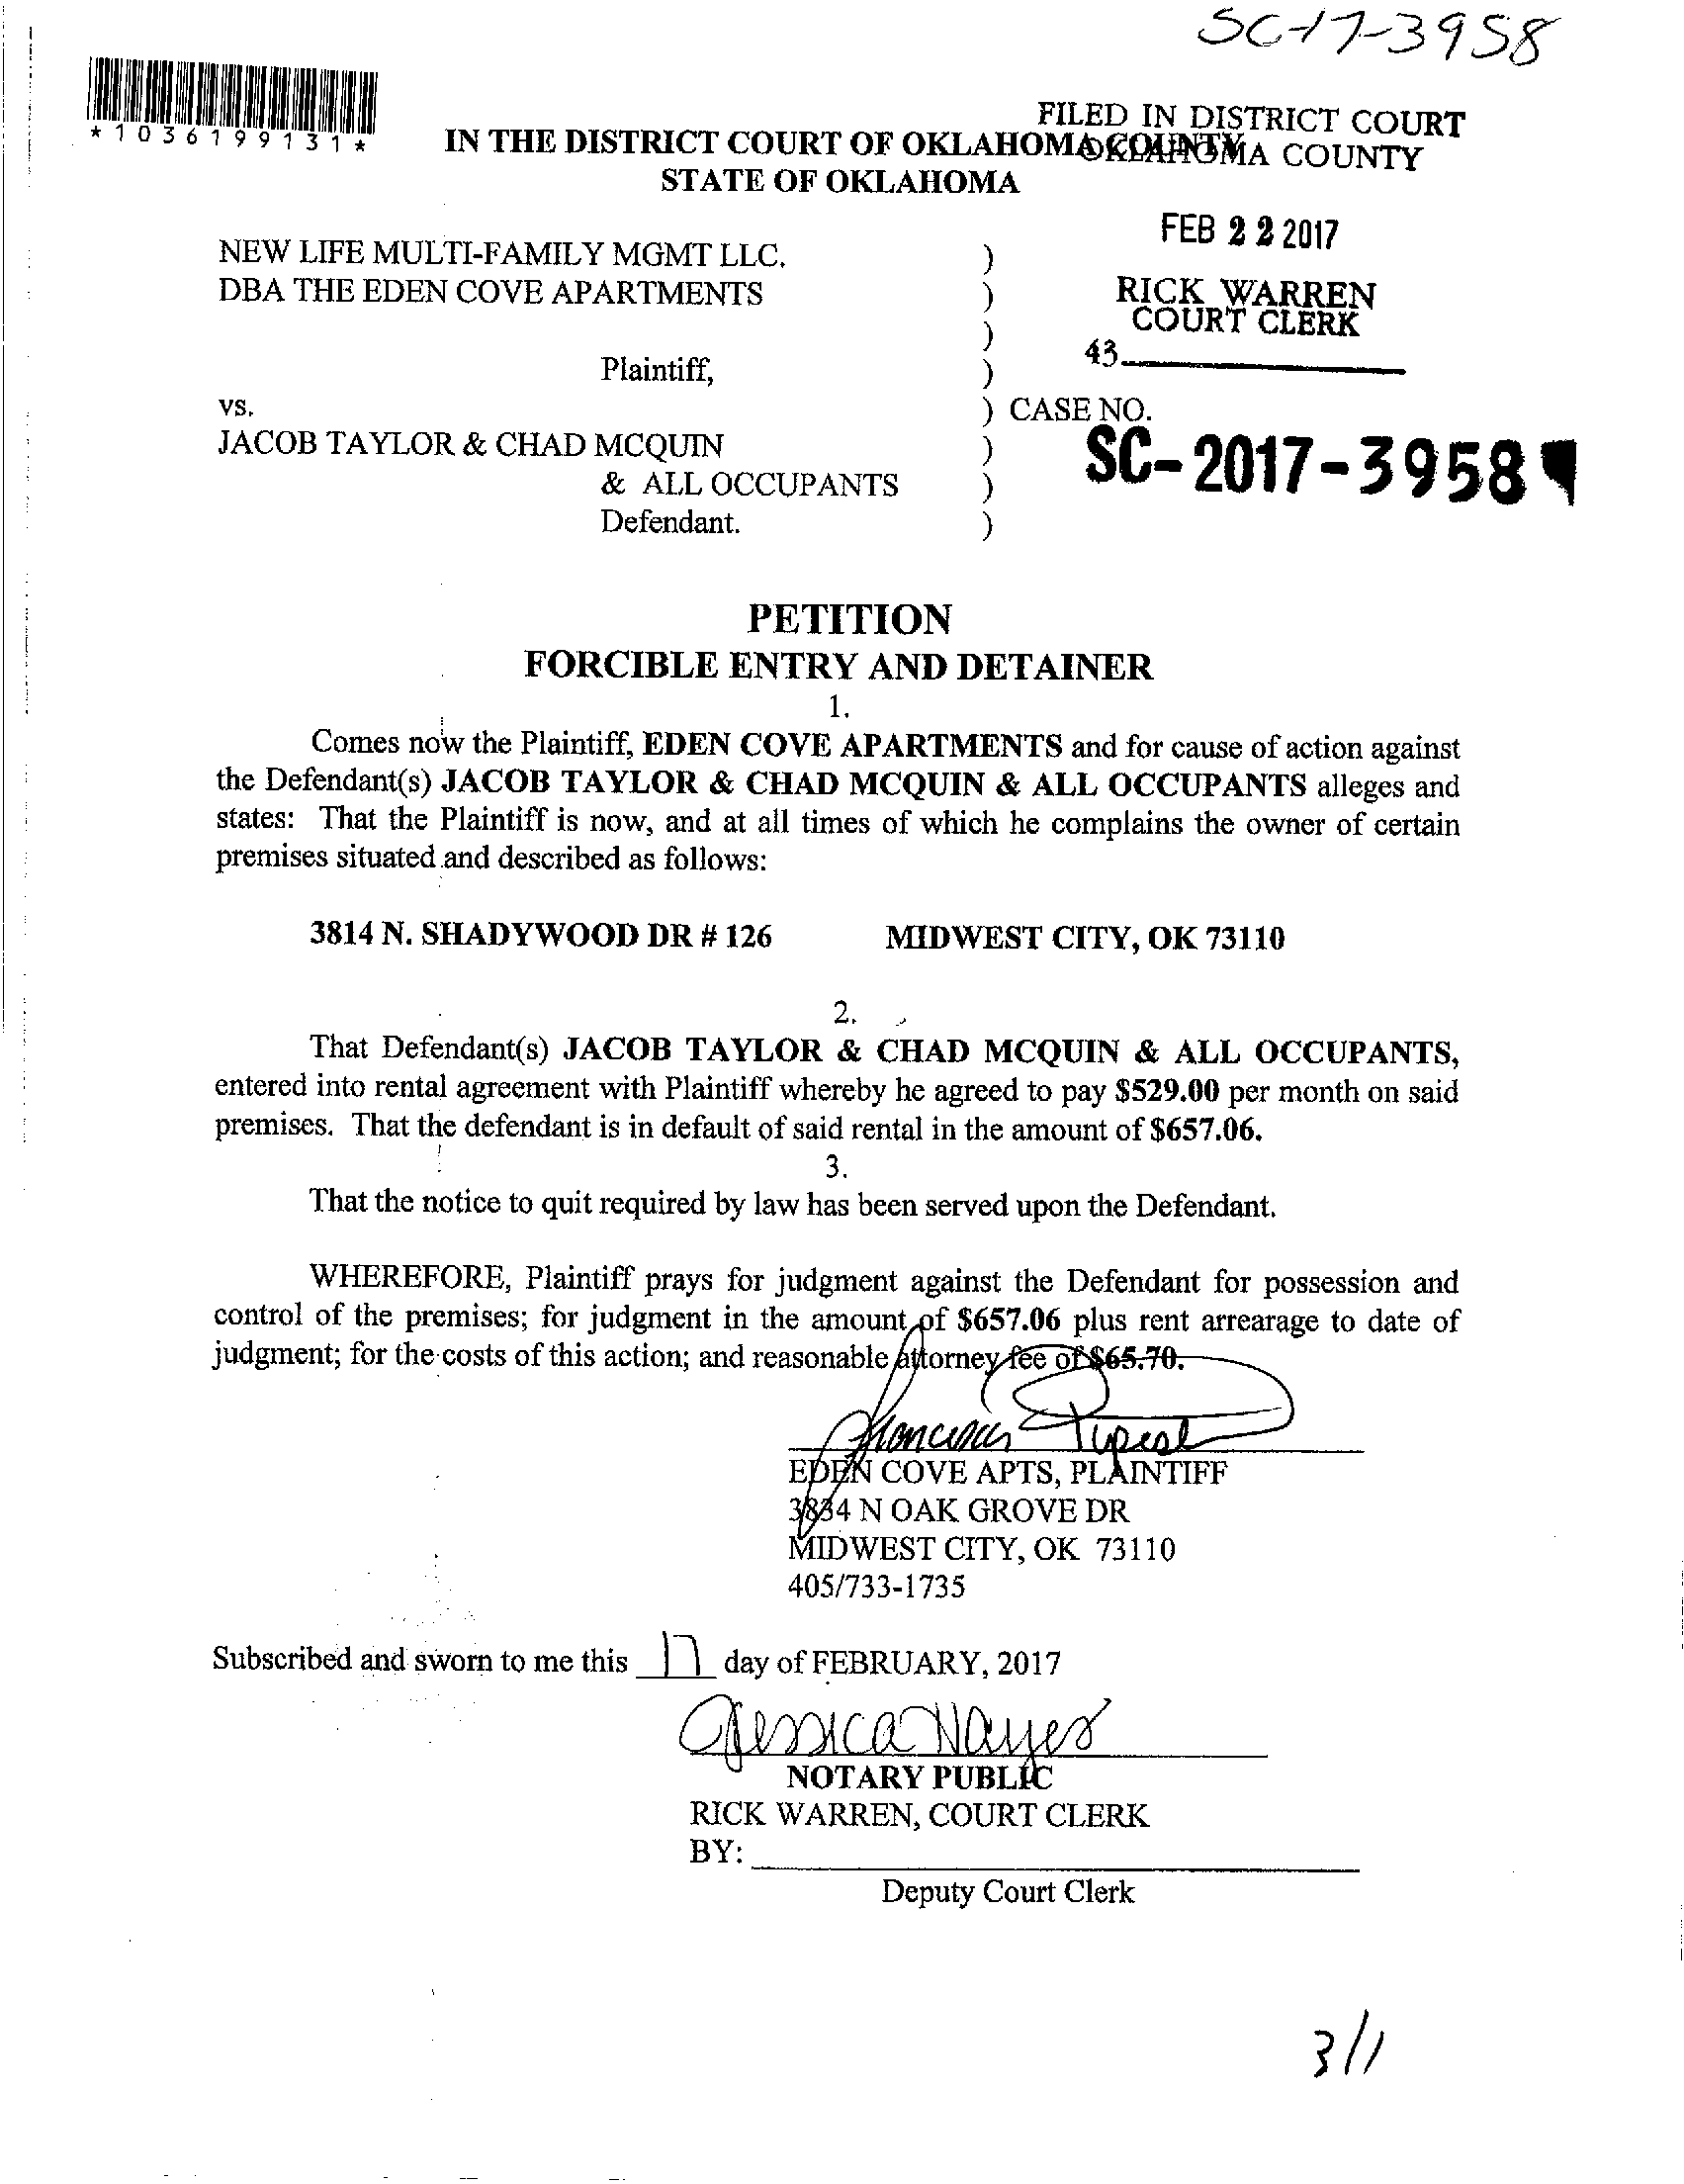 SC-17-3958
*1036199131*
FILED IN DISTRICT COURT
OKLAHOMA COUNTY
IN THE DISTRICT COURT OF OKLAHOMA COUNTY
STATE OF OKLAHOMA
FEB 22 2017
NEW LIFE MULTI-FAMILY MGMT LLC. )
DBA THE EDEN COVE APARTMENTS )
RICK WARREN
COURT CLERK
)
43
Plaintiff, )
vs. ) CASE NO.
JACOB TAYLOR & CHAD MCQUIN )
SC-2017-3958
& ALL OCCUPANTS )
Defendant. )
PETITION
FORCIBLE ENTRY AND DETAINER
1.
Comes now the Plaintiff, EDEN COVE APARTMENTS and for cause of action against
the Defendant(s) JACOB TAYLOR & CHAD MCQUIN & ALL OCCUPANTS alleges and
states: That the Plaintiff is now, and at all times of which he complains the owner of certain
premises situated and described as follows:
3814 N. SHADYWOOD DR # 126 MIDWEST CITY, OK 73110
2.
That Defendant(s) JACOB TAYLOR & CHAD MCQUIN & ALL OCCUPANTS,
entered into rental agreement with Plaintiff whereby he agreed to pay $529.00 per month on said
premises. That the defendant is in default of said rental in the amount of $657.06.
3.
That the notice to quit required by law has been served upon the Defendant.
WHEREFORE, Plaintiff prays for judgment against the Defendant for possession and
control of the premises; for judgment in the amount of $657.06 plus rent arrearage to date of
judgment; for the costs of this action; and reasonable attorney fee of $65.70.
EDEN COVE APTS, PLAINTIFF
3834 N OAK GROVE DR
MIDWEST CITY, OK 73110
405/733-1735
Subscribed and sworn to me this 17 day of FEBRUARY, 2017
Jessica Hayes
NOTARY PUBLIC
RICK WARREN, COURT CLERK
BY:
Deputy Court Clerk
3/1